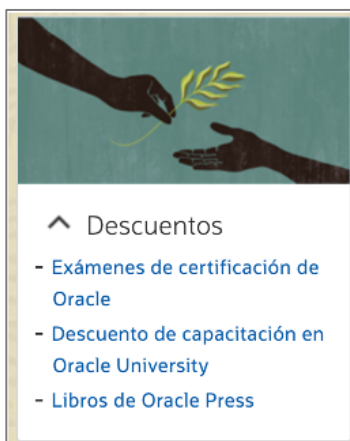 Descuentos
- Exámenes de certificación de
Oracle
- Descuento de capacitación en
Oracle University
- Libros de Oracle Press